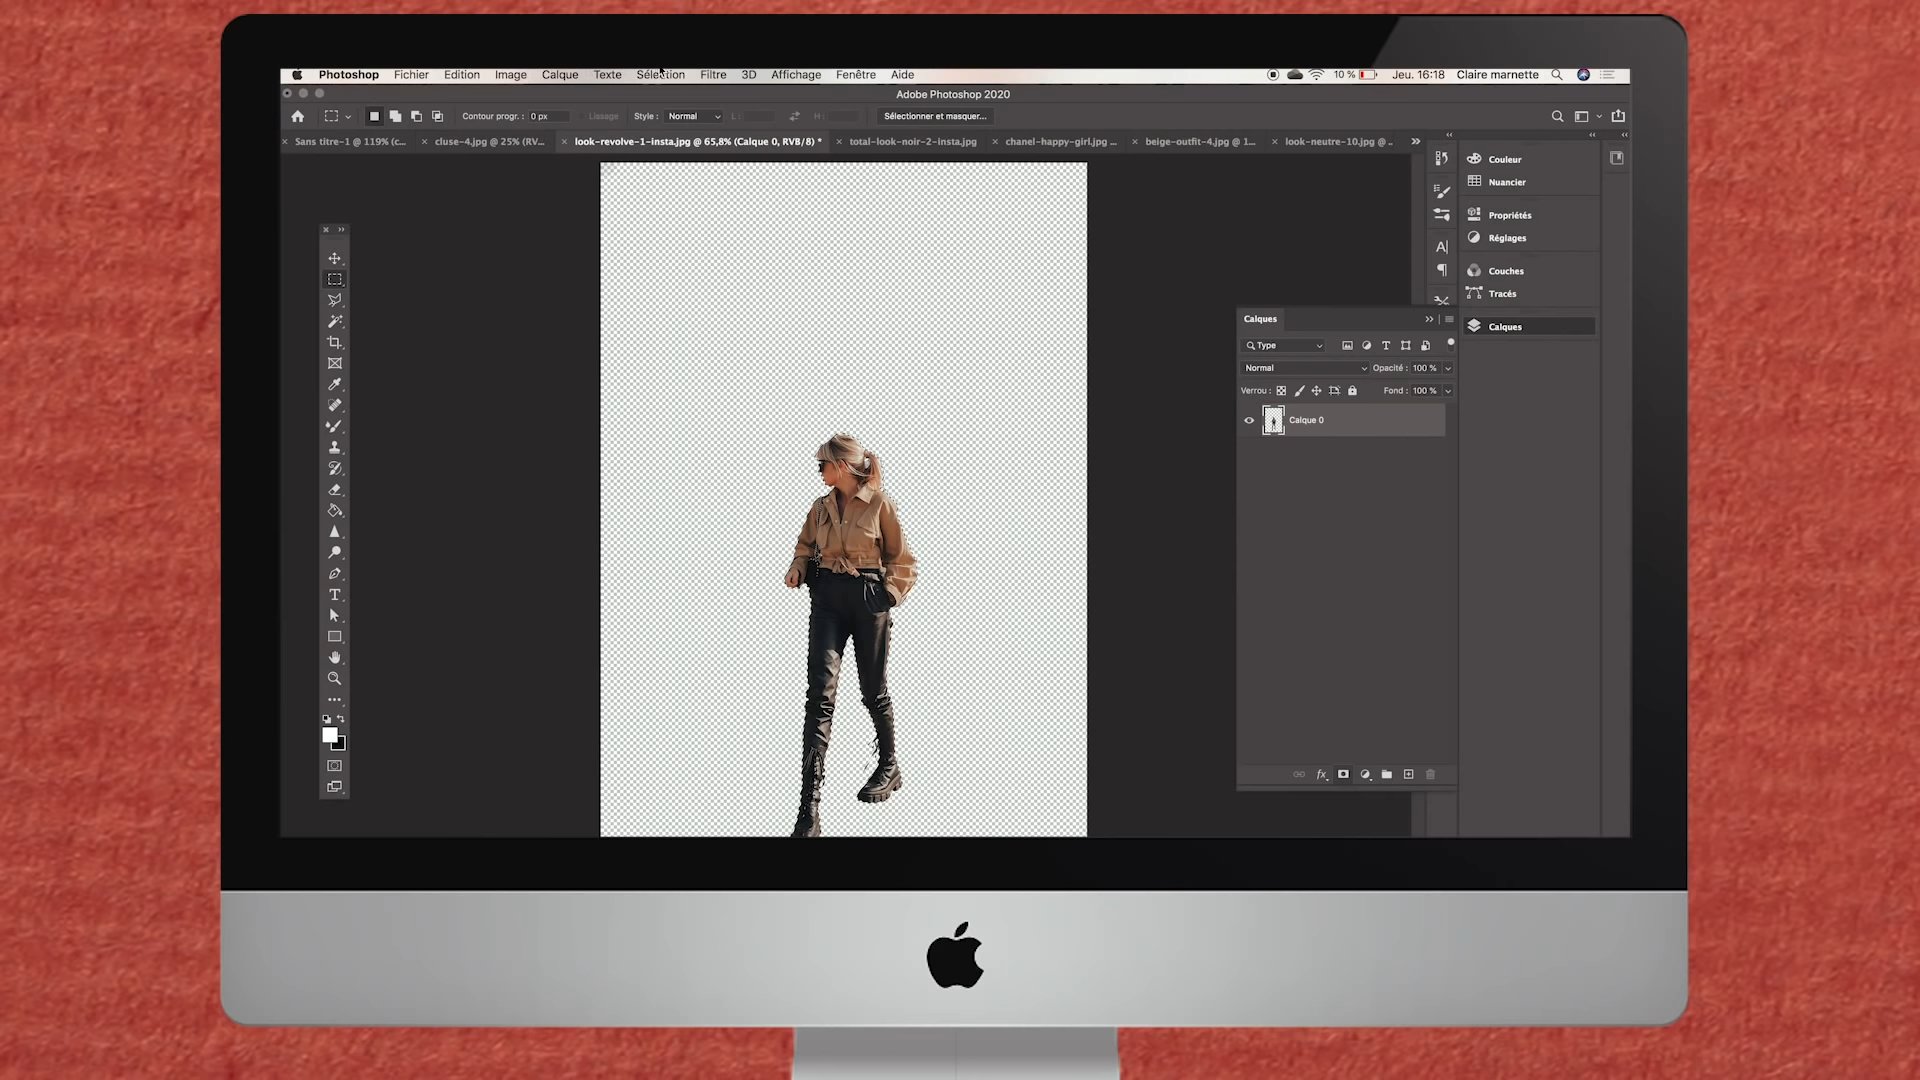 Photoshop Fichier Edition Image Calque Texte Sélection Filtre 3D Affichage Fenêtre Aide 10 % Jeu. 16:18 Claire marnette
Adobe Photoshop 2020
Contour progr. : 0 px Lissage Style : Normal L : H : Sélectionner et masquer...
Sans titre-1 @ 119% (c... cluse-4.jpg @ 25% (RV... look-revolve-1-insta.jpg @ 65,8% (Calque 0, RVB/8) * total-look-noir-2-insta.jpg chanel-happy-girl.jpg ... beige-outfit-4.jpg @ 1... look-neutre-10.jpg @ ..
Couleur
Nuancier
Propriétés
Réglages
Couches
Tracés
Calques
Calques
Type
Normal Opacité : 100 %
Verrou : Fond : 100 %
Calque 0
fx